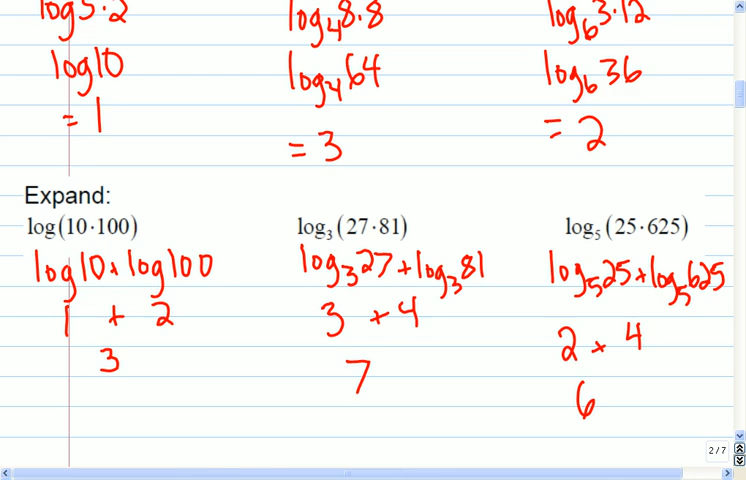 log5·2 log₄8·8 log₆3·12
log10 log₄64 log₆36
= 1 = 3 = 2
Expand:
log(10·100) log₃(27·81) log₅(25·625)
log10+log100 log₃27+log₃81 log₅25+log₅625
1 + 2 3 + 4 2 + 4
3 7 6
2/7